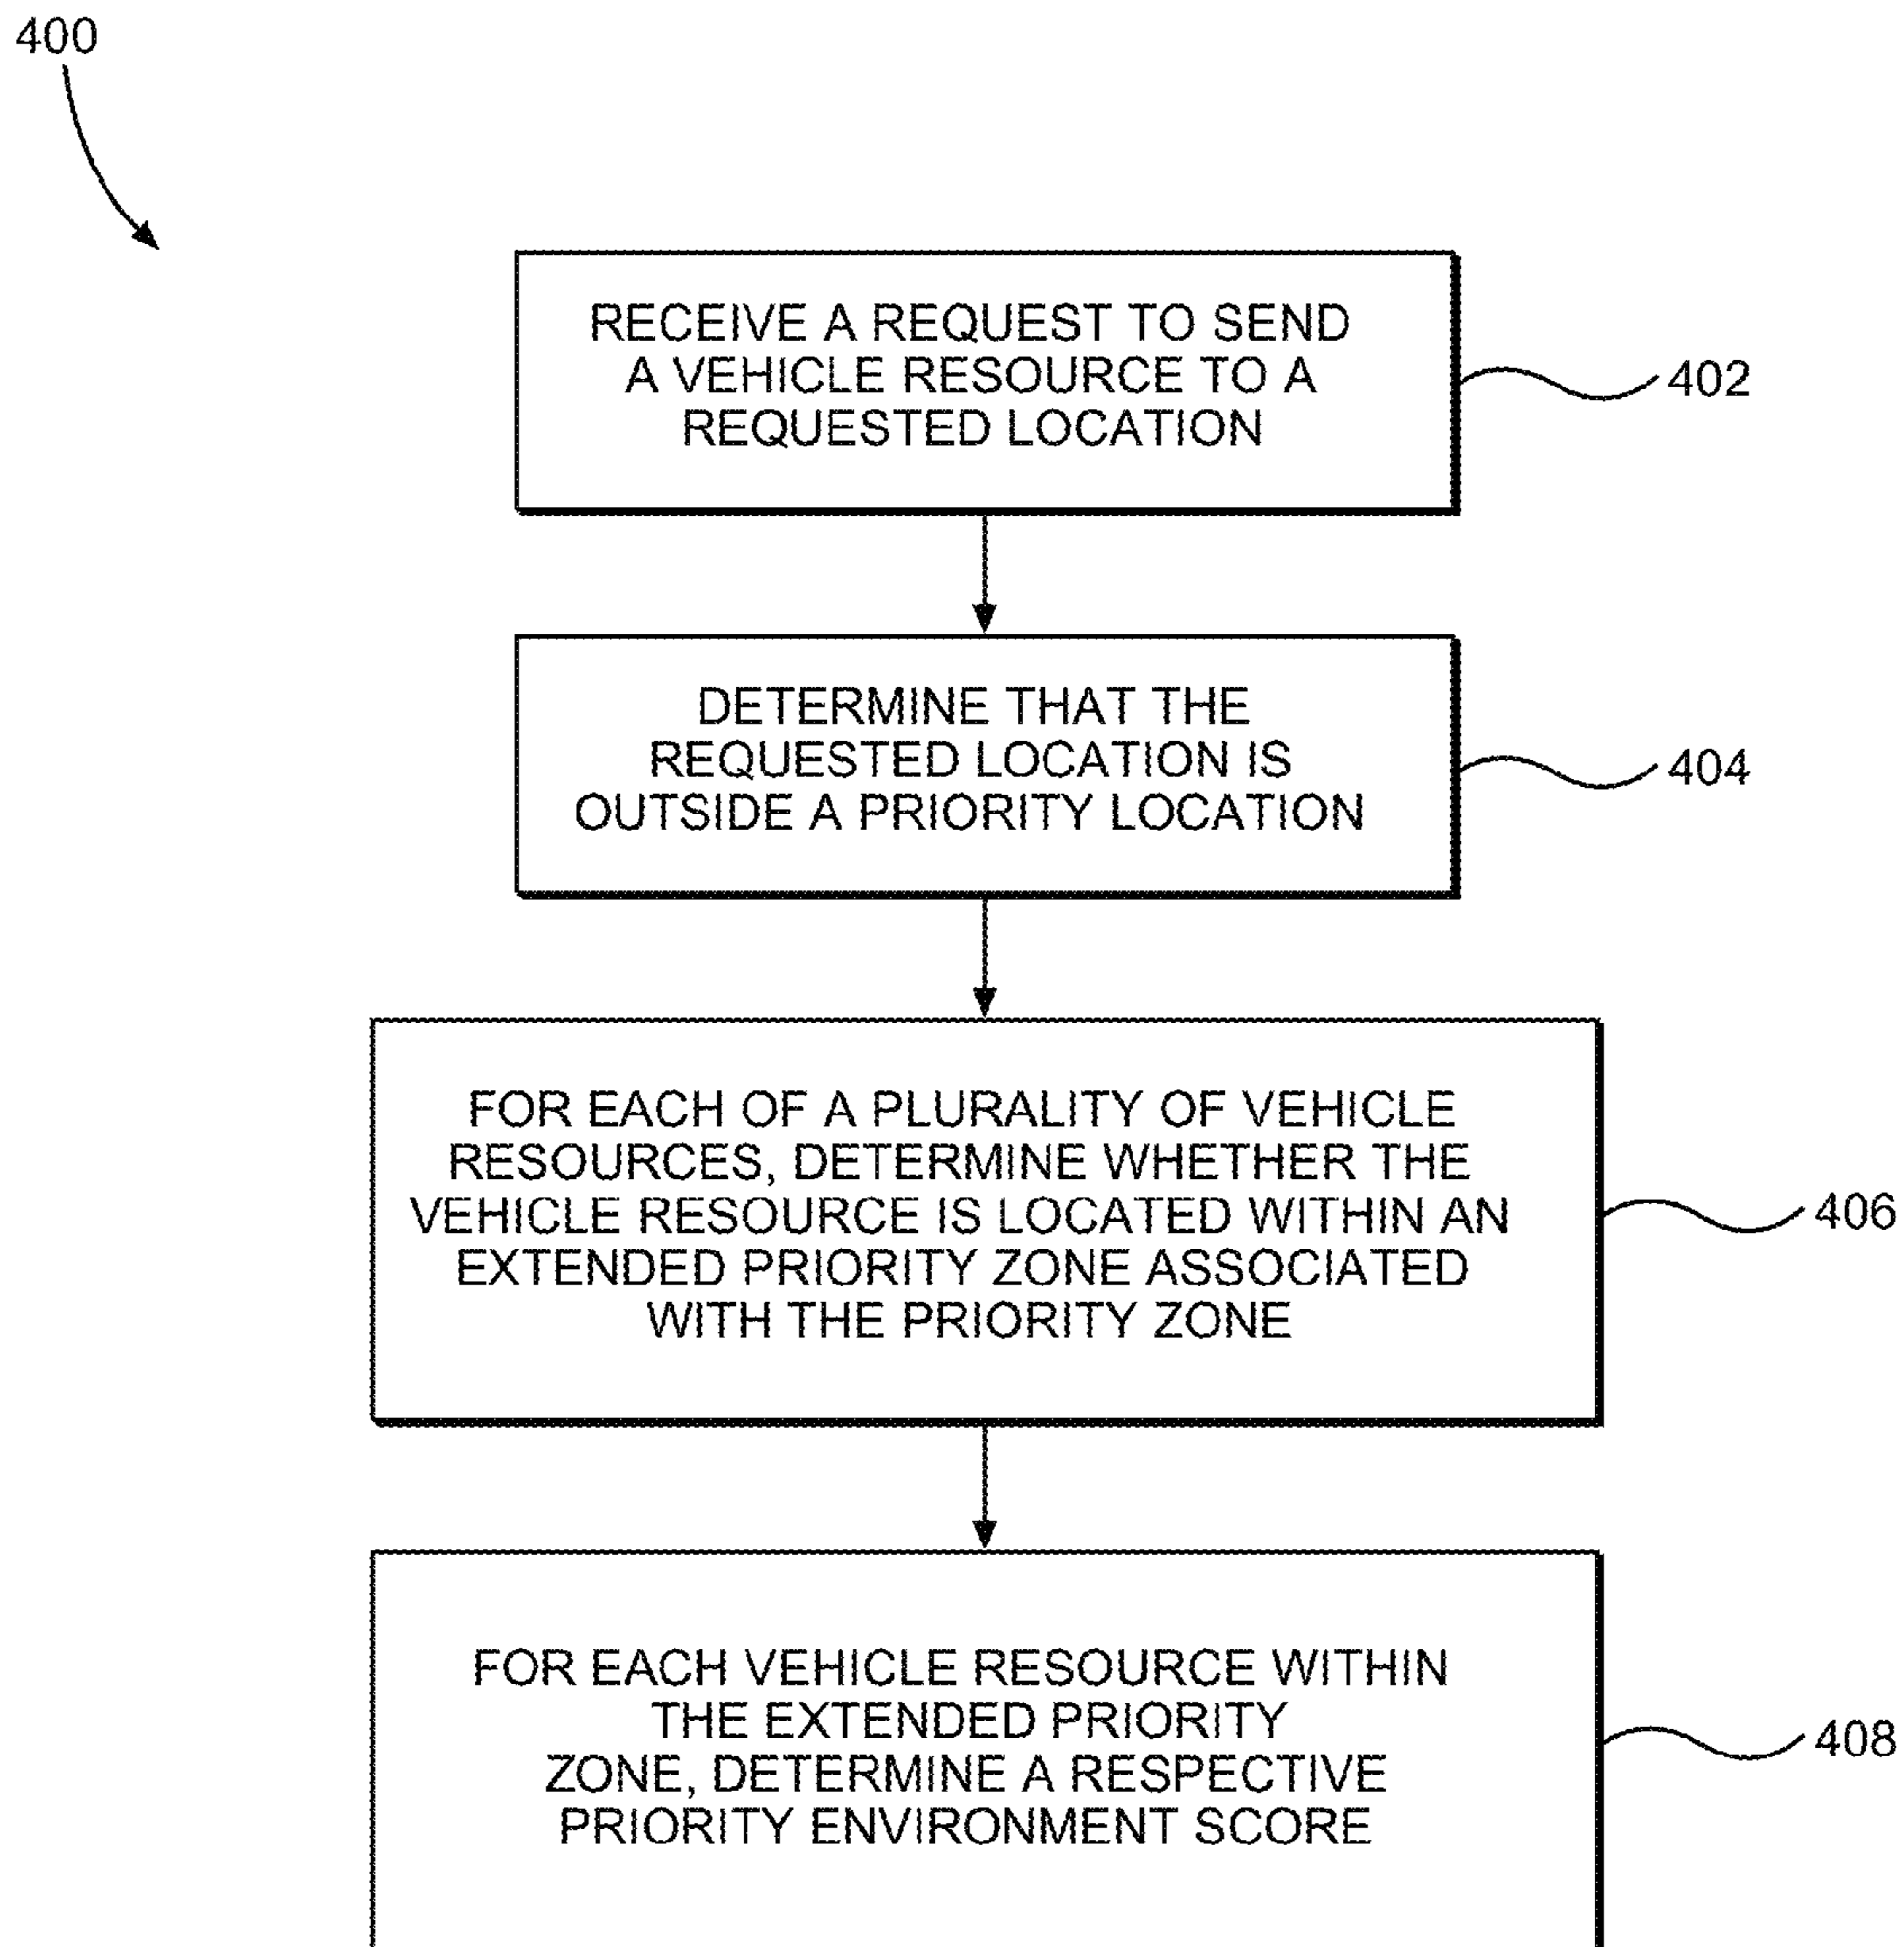 400
RECEIVE A REQUEST TO SEND
A VEHICLE RESOURCE TO A
REQUESTED LOCATION
402
DETERMINE THAT THE
REQUESTED LOCATION IS
OUTSIDE A PRIORITY LOCATION
404
FOR EACH OF A PLURALITY OF VEHICLE
RESOURCES, DETERMINE WHETHER THE
VEHICLE RESOURCE IS LOCATED WITHIN AN
EXTENDED PRIORITY ZONE ASSOCIATED
WITH THE PRIORITY ZONE
406
FOR EACH VEHICLE RESOURCE WITHIN
THE EXTENDED PRIORITY
ZONE, DETERMINE A RESPECTIVE
PRIORITY ENVIRONMENT SCORE
408